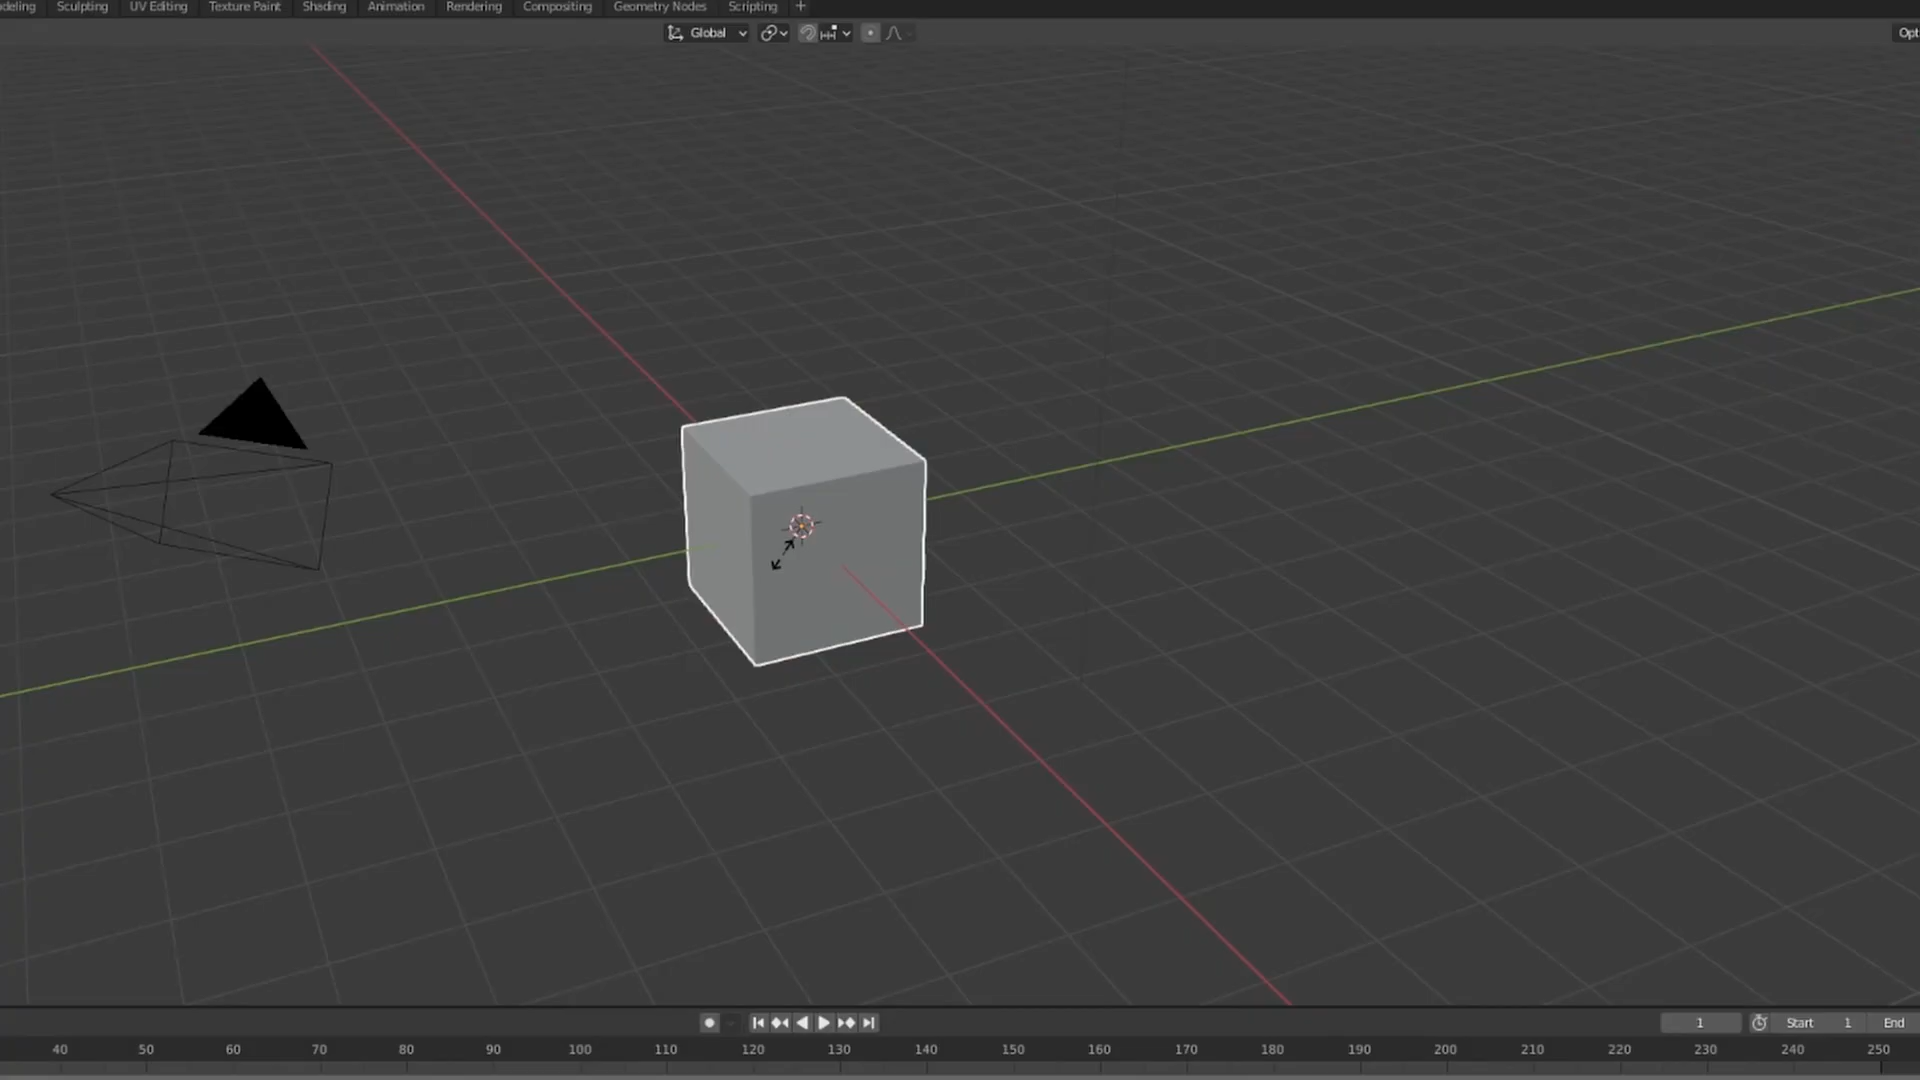 deling Sculpting UV Editing Texture Paint Shading Animation Rendering Compositing Geometry Nodes Scripting +
Global
Opt
1 Start 1 End
40 50 60 70 80 90 100 110 120 130 140 150 160 170 180 190 200 210 220 230 240 250